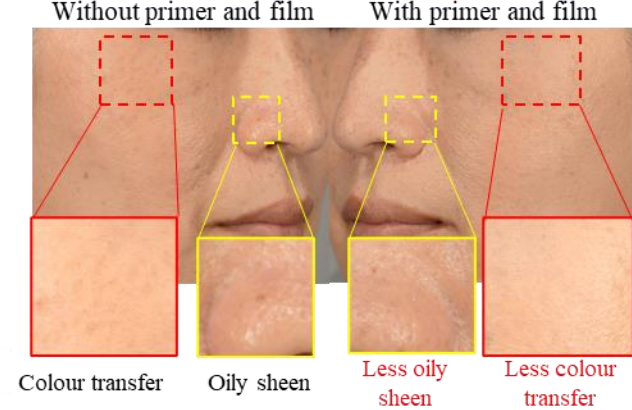 Without primer and film
With primer and film
Colour transfer
Oily sheen
Less oily
sheen
Less colour
transfer